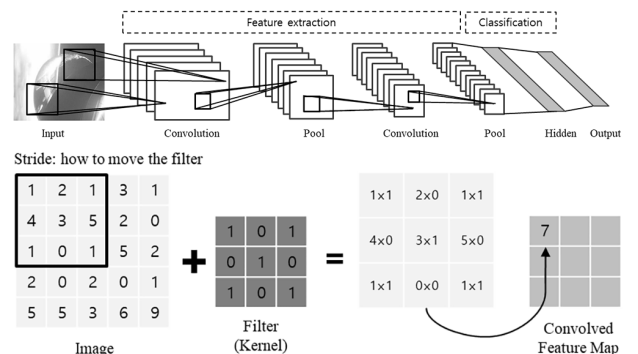 Feature extraction Classification
Input Convolution Pool Convolution Pool Hidden Output
Stride: how to move the filter
1 2 1 3 1
4 3 5 2 0
1 0 1 5 2
2 0 2 0 1
5 5 3 6 9
Image
+
1 0 1
0 1 0
1 0 1
Filter
(Kernel)
=
1×1 2×0 1×1
4×0 3×1 5×0
1×1 0×0 1×1
7
Convolved
Feature Map